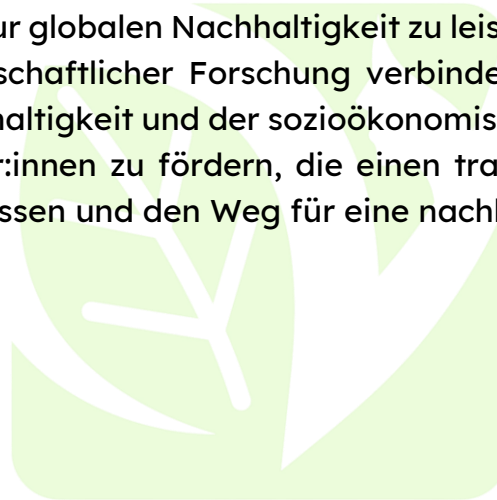 ur globalen Nachhaltigkeit zu leis
schaftlicher Forschung verbinde
haltigkeit und der sozioökonomis
r:innen zu fördern, die einen tra
ssen und den Weg für eine nachl